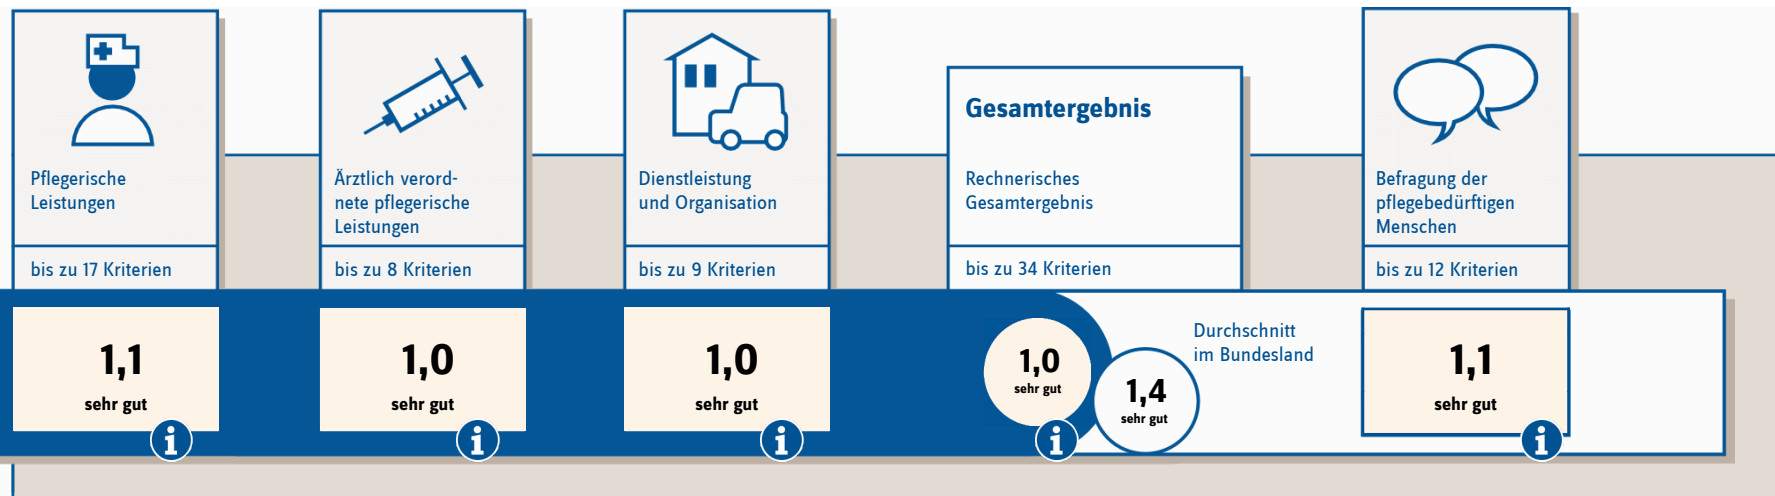 Pflegerische
Leistungen
bis zu 17 Kriterien
1,1
sehr gut
i
Ärztlich verord-
nete pflegerische
Leistungen
bis zu 8 Kriterien
1,0
sehr gut
i
Dienstleistung
und Organisation
bis zu 9 Kriterien
1,0
sehr gut
i
Gesamtergebnis
Rechnerisches
Gesamtergebnis
bis zu 34 Kriterien
1,0
sehr gut
i
1,4
sehr gut
Durchschnitt
im Bundesland
Befragung der
pflegebedürftigen
Menschen
bis zu 12 Kriterien
1,1
sehr gut
i